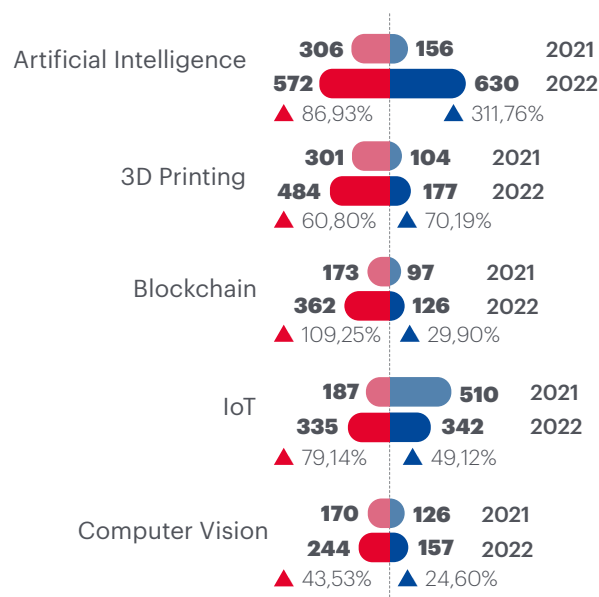 306 156 2021
Artificial Intelligence
572 630 2022
86,93% 311,76%
301 104 2021
3D Printing
484 177 2022
60,80% 70,19%
173 97 2021
Blockchain
362 126 2022
109,25% 29,90%
187 510 2021
IoT
335 342 2022
79,14% 49,12%
170 126 2021
Computer Vision
244 157 2022
43,53% 24,60%